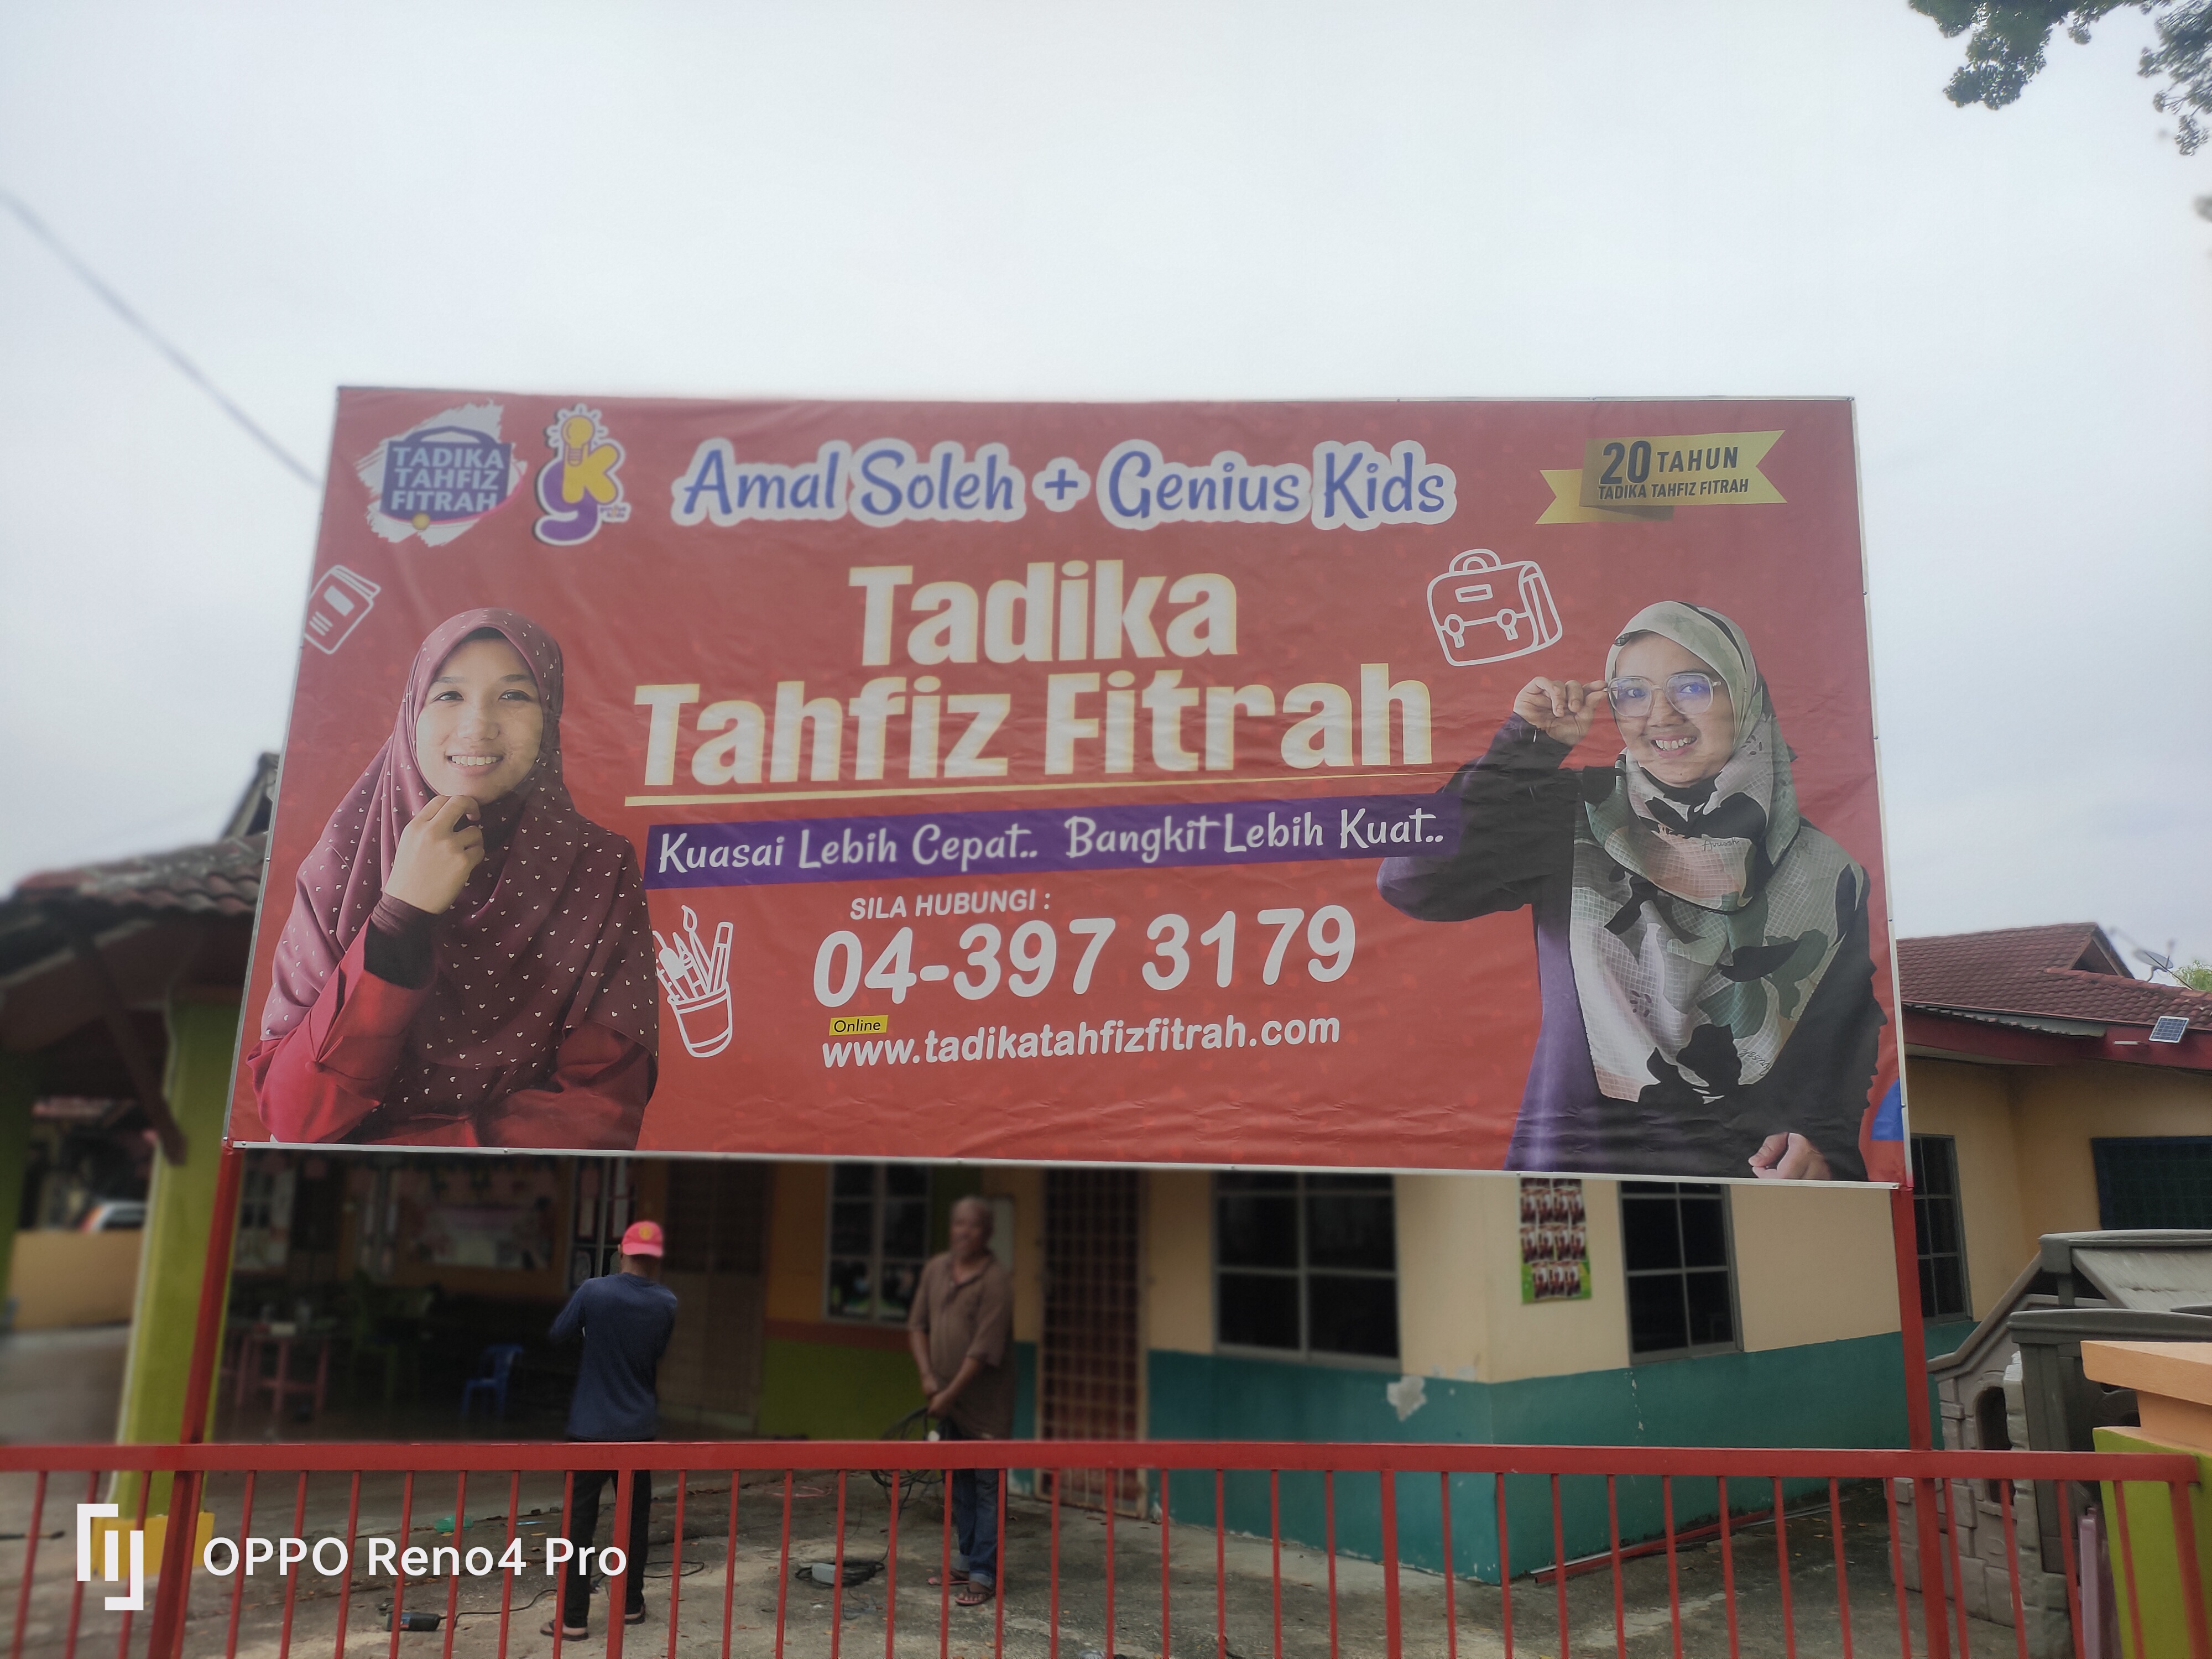 TADIKA
TAHFIZ
FITRAH
gk
Amal Soleh + Genius Kids
20 TAHUN
TADIKA TAHFIZ FITRAH
Tadika
Tahfiz Fitrah
Kuasai Lebih Cepat.. Bangkit Lebih Kuat..
SILA HUBUNGI :
04-397 3179
Online
www.tadikatahfizfitrah.com
OPPO Reno4 Pro